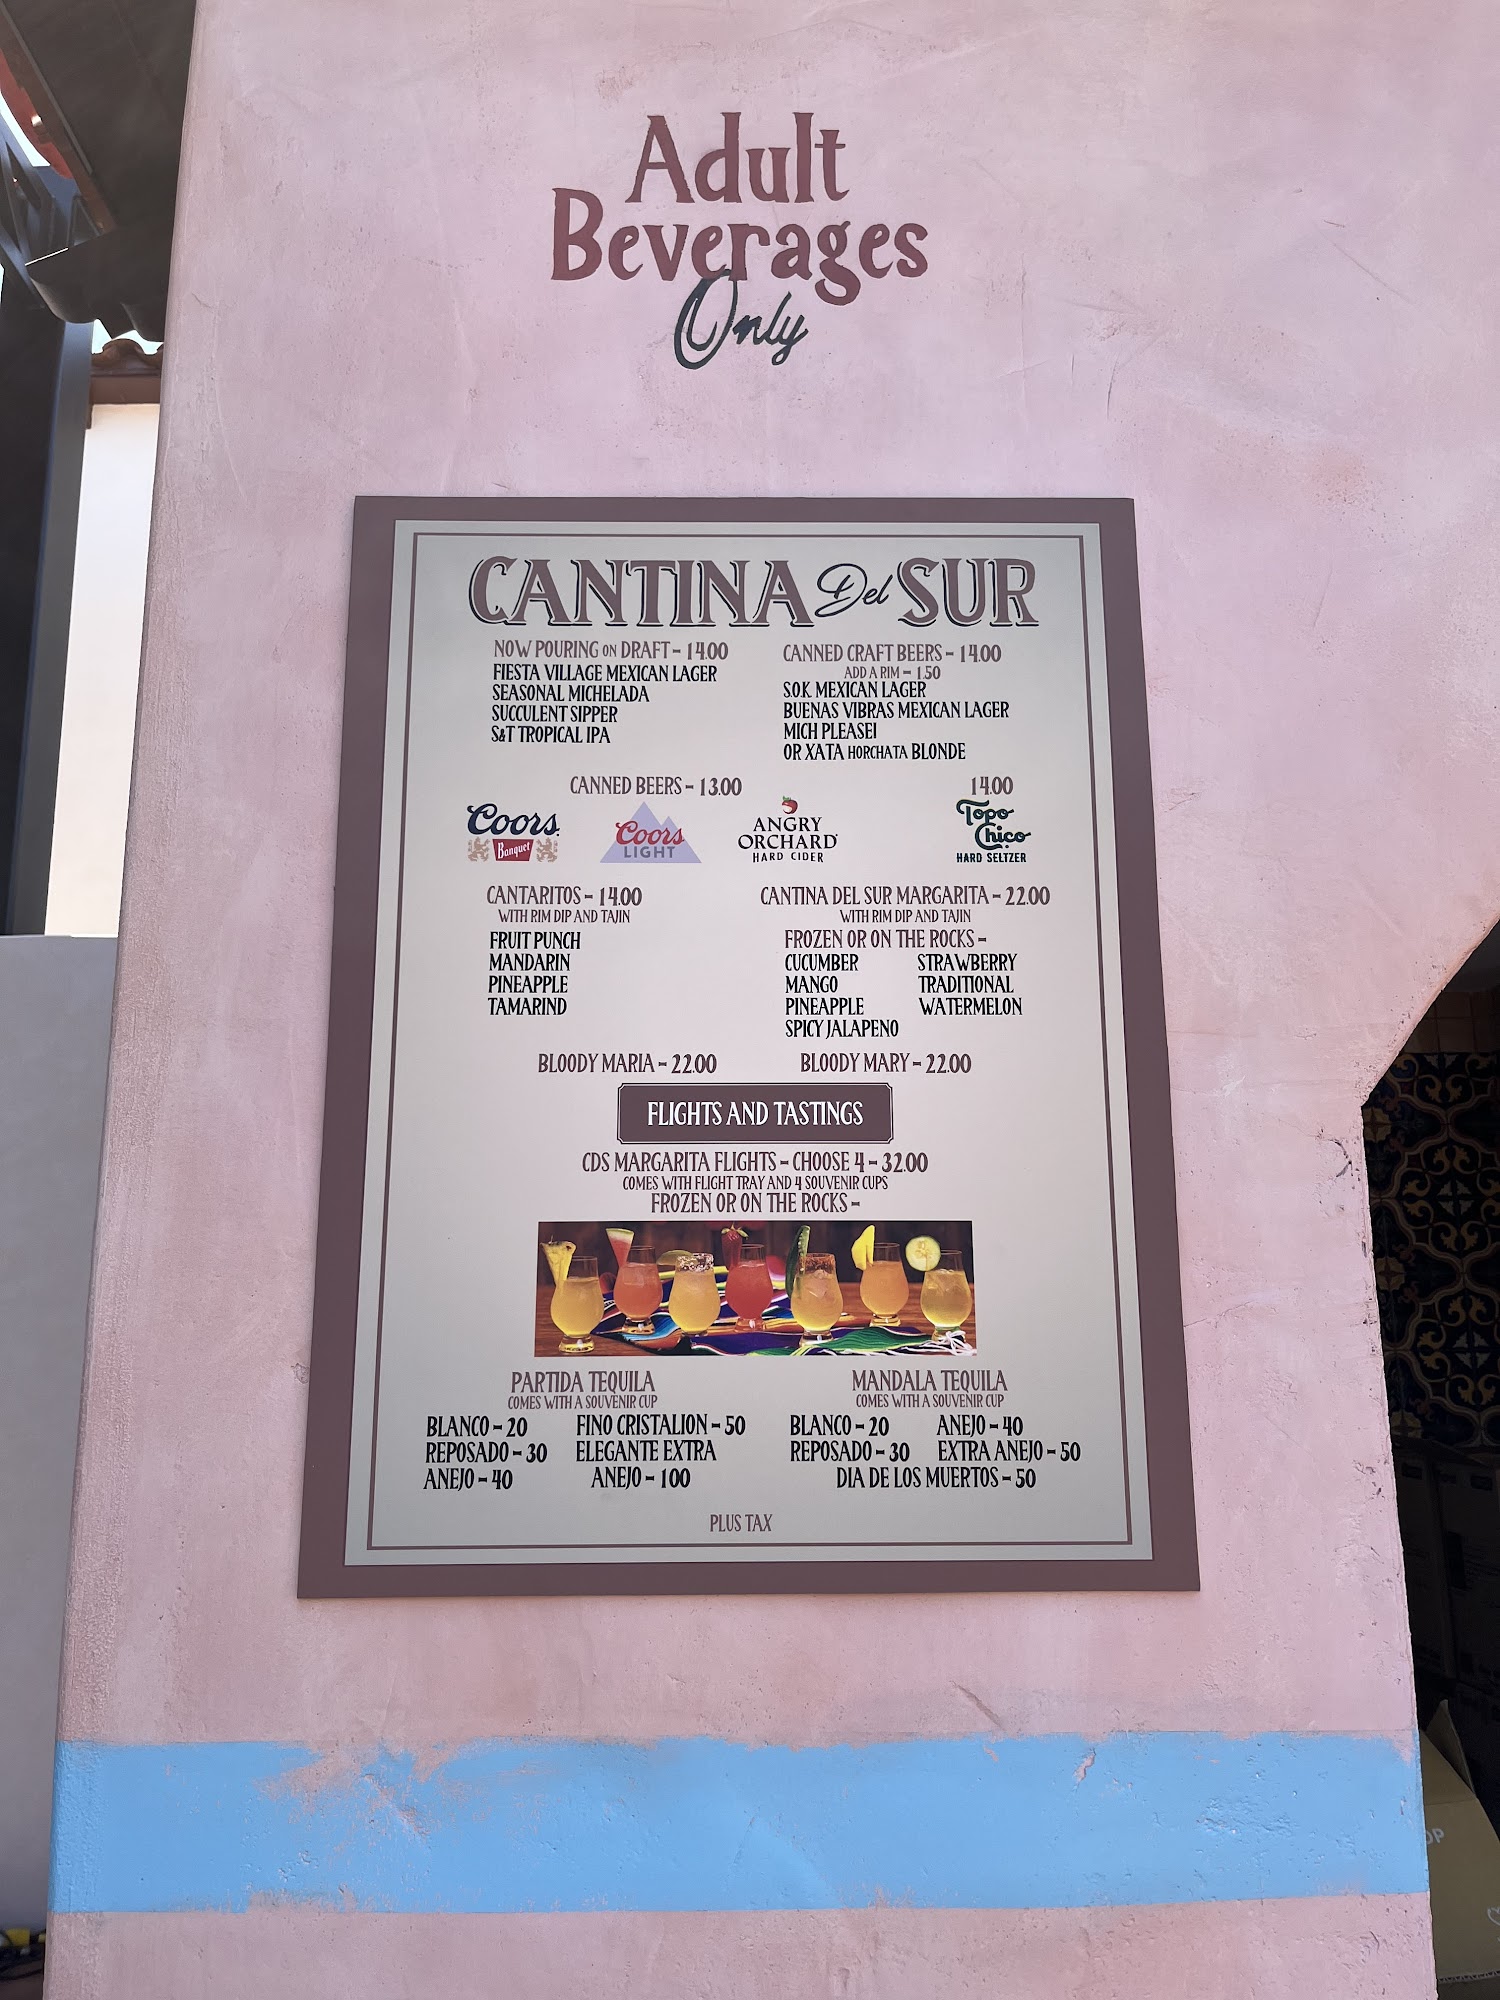 Adult
Beverages
Only
CANTINA Del SUR
NOW POURING ON DRAFT - 14.00
FIESTA VILLAGE MEXICAN LAGER
SEASONAL MICHELADA
SUCCULENT SIPPER
S&T TROPICAL IPA
CANNED CRAFT BEERS - 14.00
ADD A RIM - 1.50
S.O.K MEXICAN LAGER
BUENAS VIBRAS MEXICAN LAGER
MICH PLEASE!
OR XATA HORCHATA BLONDE
CANNED BEERS - 13.00
Coors
Banquet
Coors
LIGHT
ANGRY
ORCHARD
HARD CIDER
14.00
Topo
Chico
HARD SELTZER
CANTARITOS - 14.00
WITH RIM DIP AND TAJIN
FRUIT PUNCH
MANDARIN
PINEAPPLE
TAMARIND
CANTINA DEL SUR MARGARITA - 22.00
WITH RIM DIP AND TAJIN
FROZEN OR ON THE ROCKS -
CUCUMBER STRAWBERRY
MANGO TRADITIONAL
PINEAPPLE WATERMELON
SPICY JALAPENO
BLOODY MARIA - 22.00 BLOODY MARY - 22.00
FLIGHTS AND TASTINGS
CDS MARGARITA FLIGHTS - CHOOSE 4 - 32.00
COMES WITH FLIGHT TRAY AND 4 SOUVENIR CUPS
FROZEN OR ON THE ROCKS -
PARTIDA TEQUILA
COMES WITH A SOUVENIR CUP
BLANCO - 20 FINO CRISTALION - 50
REPOSADO - 30 ELEGANTE EXTRA
ANEJO - 40 ANEJO - 100
MANDALA TEQUILA
COMES WITH A SOUVENIR CUP
BLANCO - 20 ANEJO - 40
REPOSADO - 30 EXTRA ANEJO - 50
DIA DE LOS MUERTOS - 50
PLUS TAX